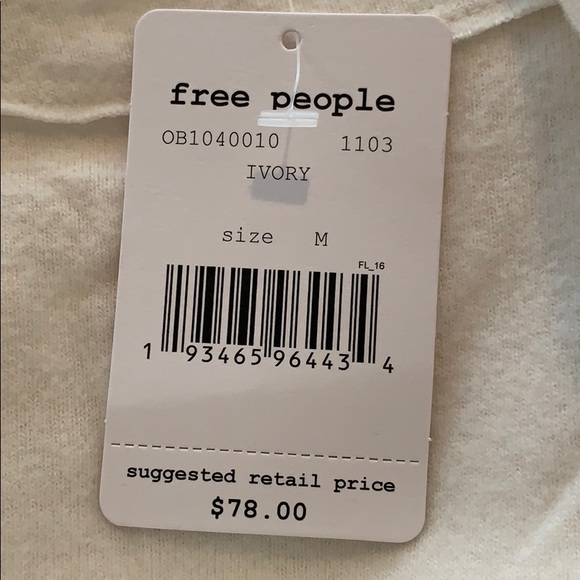 free people
OB1040010 1103
IVORY
size M
FL_16
1 93465 96443 4
suggested retail price
$78.00